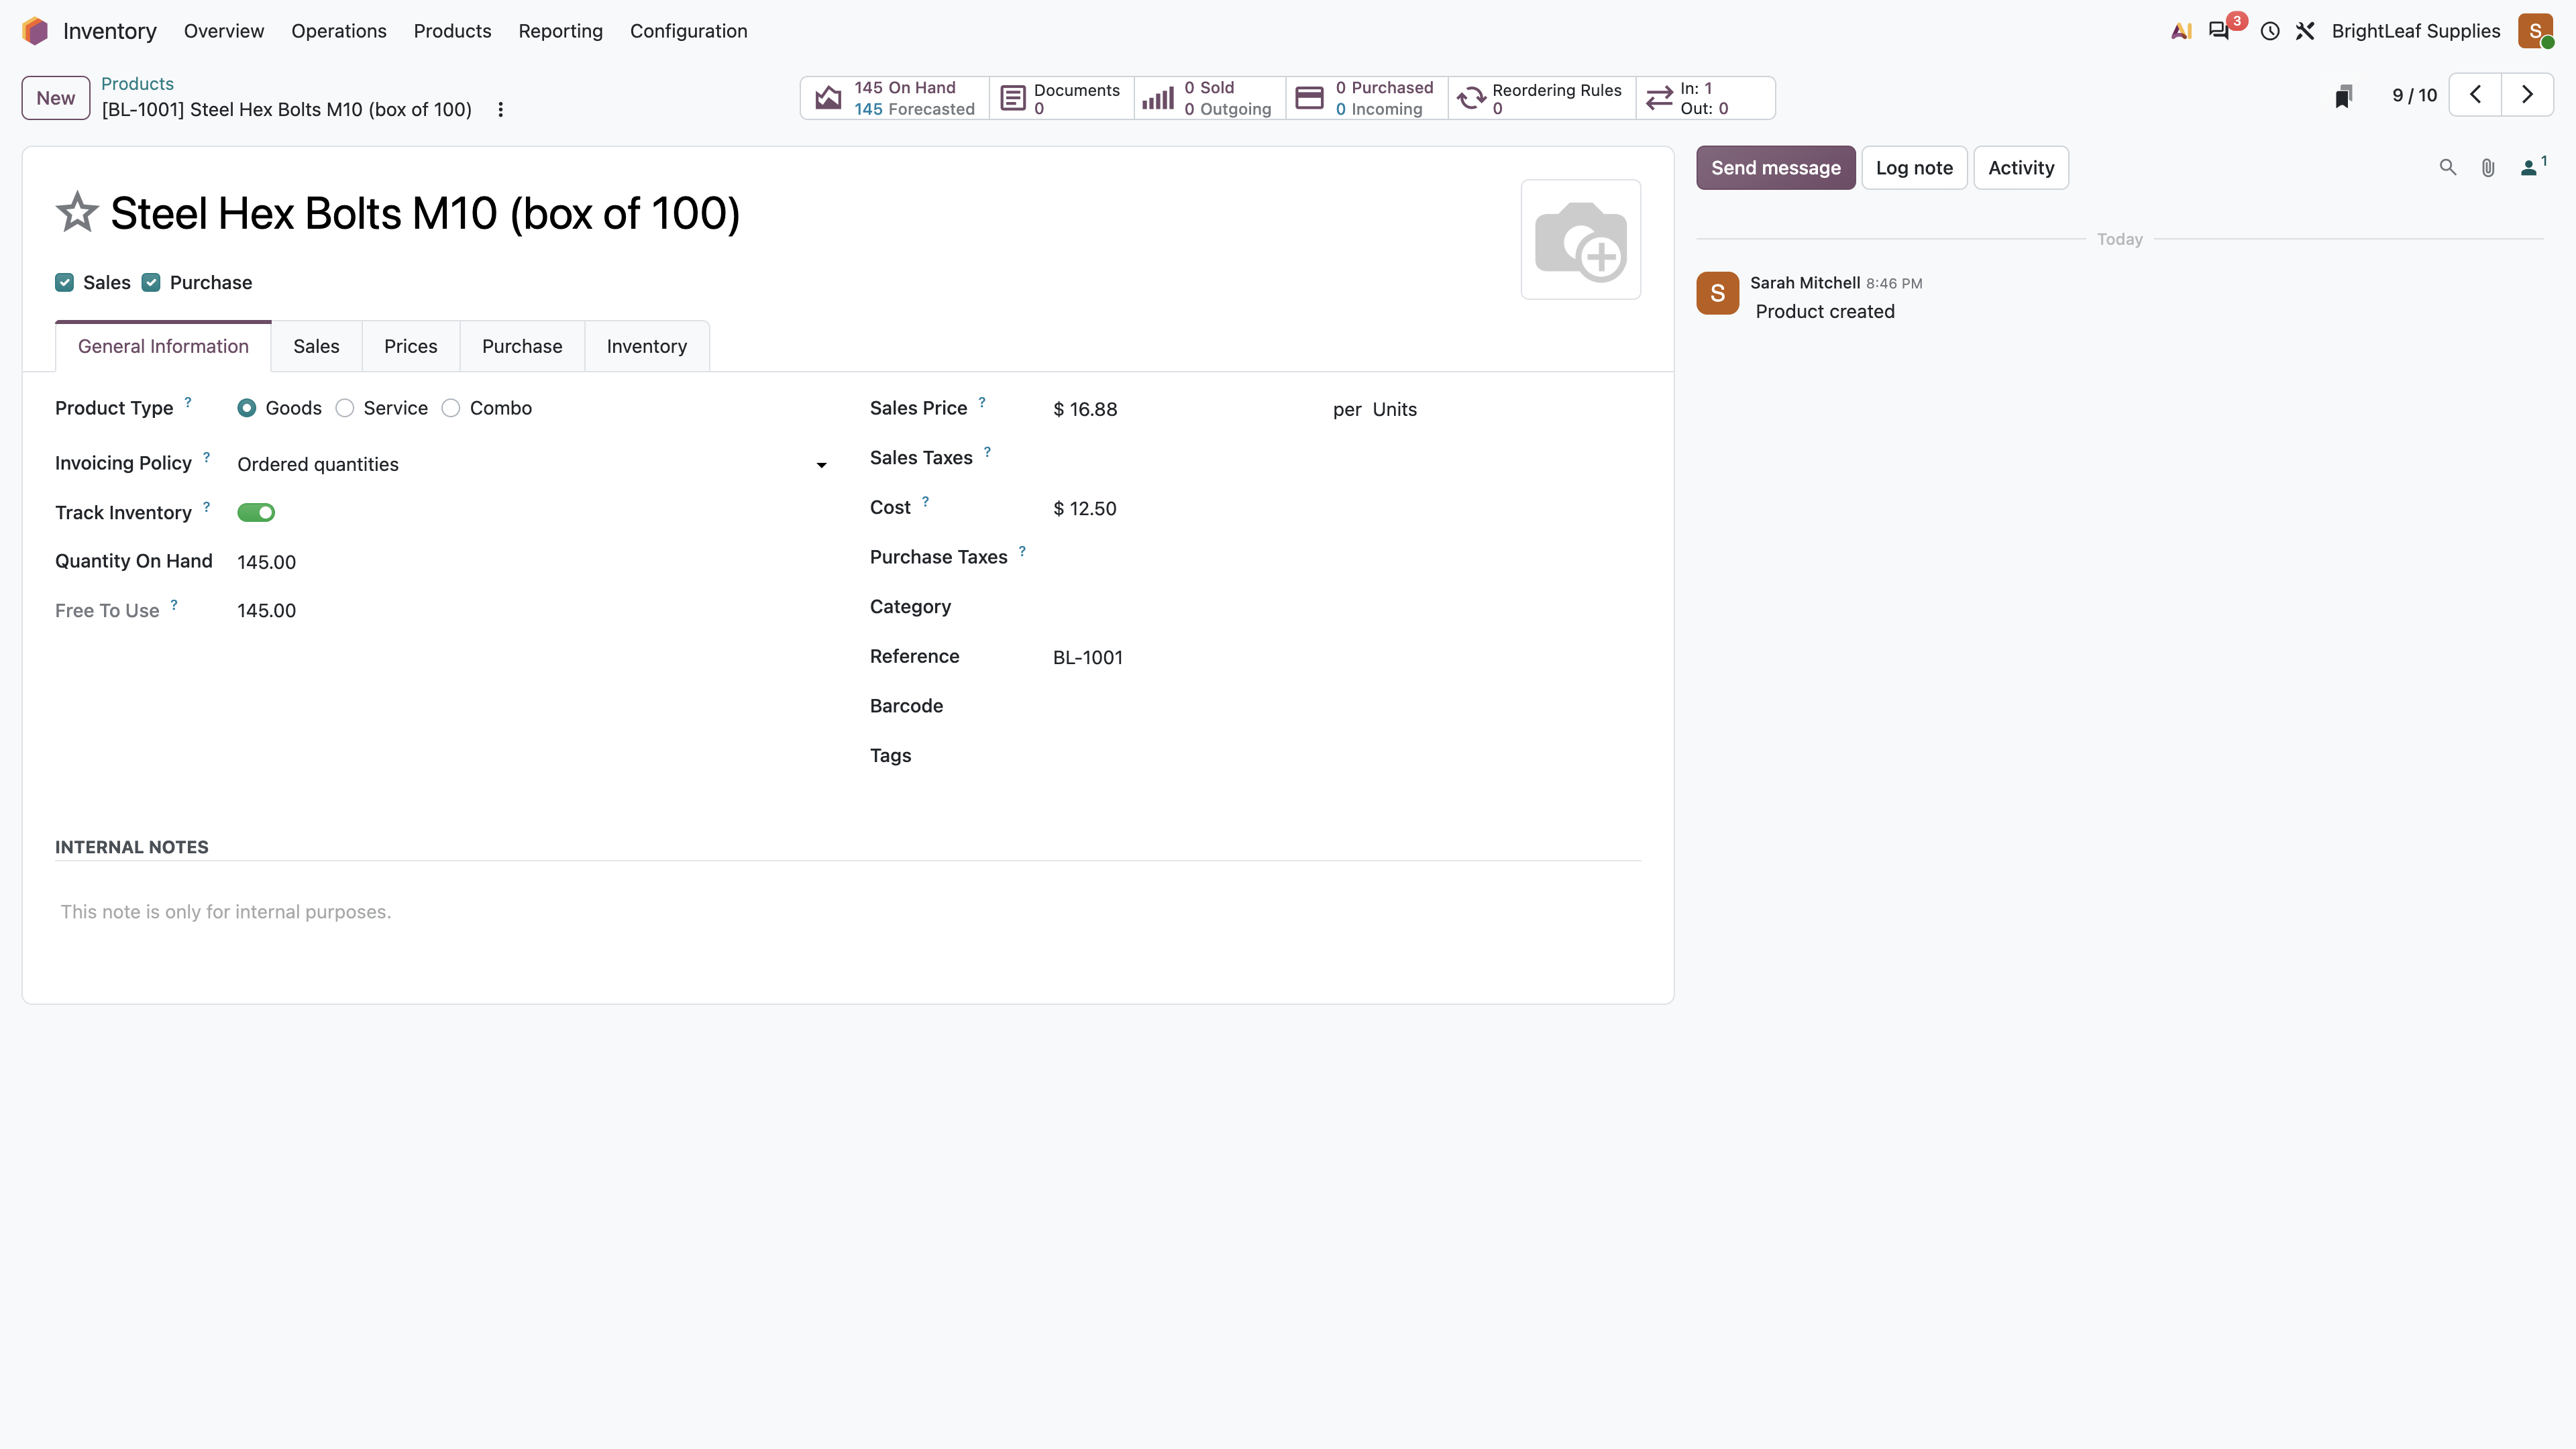 Inventory Overview Operations Products Reporting Configuration AI 3 BrightLeaf Supplies S
New
Products
[BL-1001] Steel Hex Bolts M10 (box of 100)
145 On Hand
145 Forecasted
Documents
0
0 Sold
0 Outgoing
0 Purchased
0 Incoming
Reordering Rules
0
In: 1
Out: 0
9 / 10
Steel Hex Bolts M10 (box of 100)
Sales Purchase
General Information Sales Prices Purchase Inventory
Product Type ? Goods Service Combo
Invoicing Policy ? Ordered quantities
Track Inventory ?
Quantity On Hand 145.00
Free To Use ? 145.00
Sales Price ? $ 16.88 per Units
Sales Taxes ?
Cost ? $ 12.50
Purchase Taxes ?
Category
Reference BL-1001
Barcode
Tags
INTERNAL NOTES
This note is only for internal purposes.
Send message Log note Activity 1
Today
S
Sarah Mitchell 8:46 PM
Product created